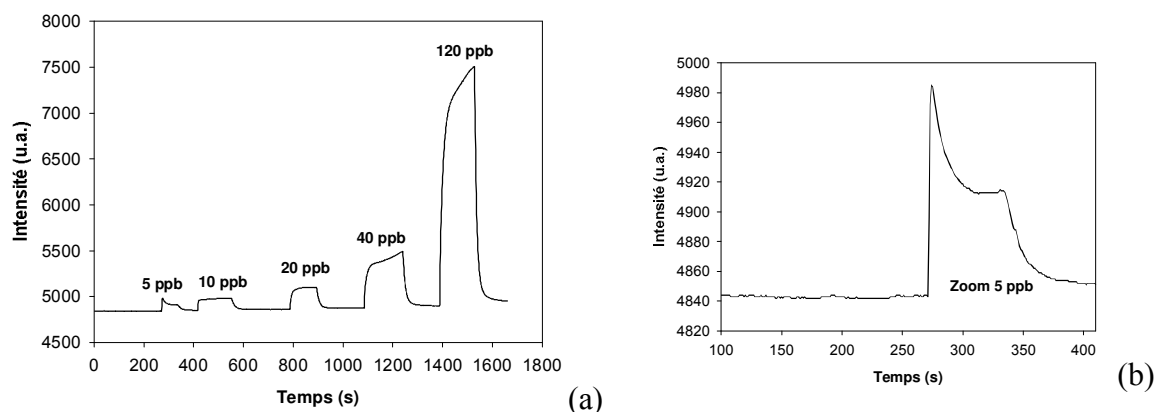 8000
7500
7000
6500
6000
5500
5000
4500
Intensité (u.a.)
5 ppb
10 ppb
20 ppb
40 ppb
120 ppb
0 200 400 600 800 1000 1200 1400 1600 1800
Temps (s)
(a)
5000
4980
4960
4940
4920
4900
4880
4860
4840
4820
Intensité (u.a.)
Zoom 5 ppb
100 150 200 250 300 350 400
Temps (s)
(b)